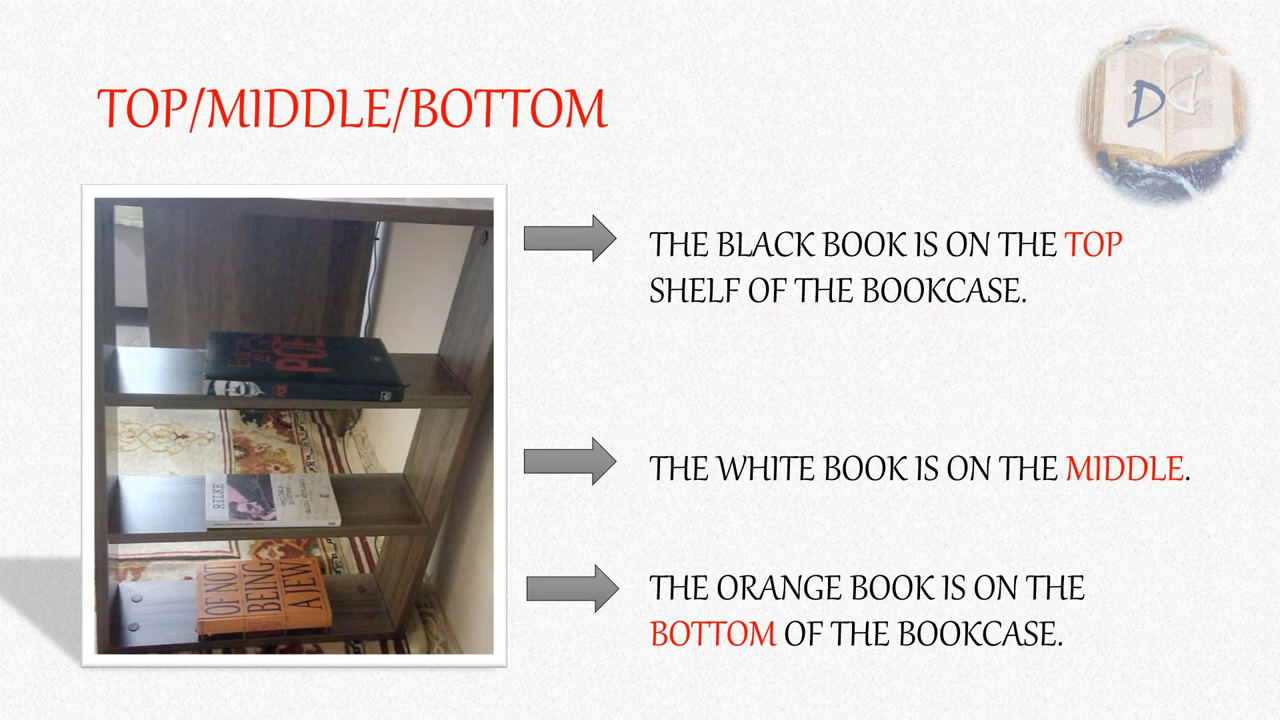 TOP/MIDDLE/BOTTOM
DC
THE BLACK BOOK IS ON THE TOP
SHELF OF THE BOOKCASE.
POE
THE WHITE BOOK IS ON THE MIDDLE.
RILKE
THE ORANGE BOOK IS ON THE
BOTTOM OF THE BOOKCASE.
OF NOT
BEING
A JEW